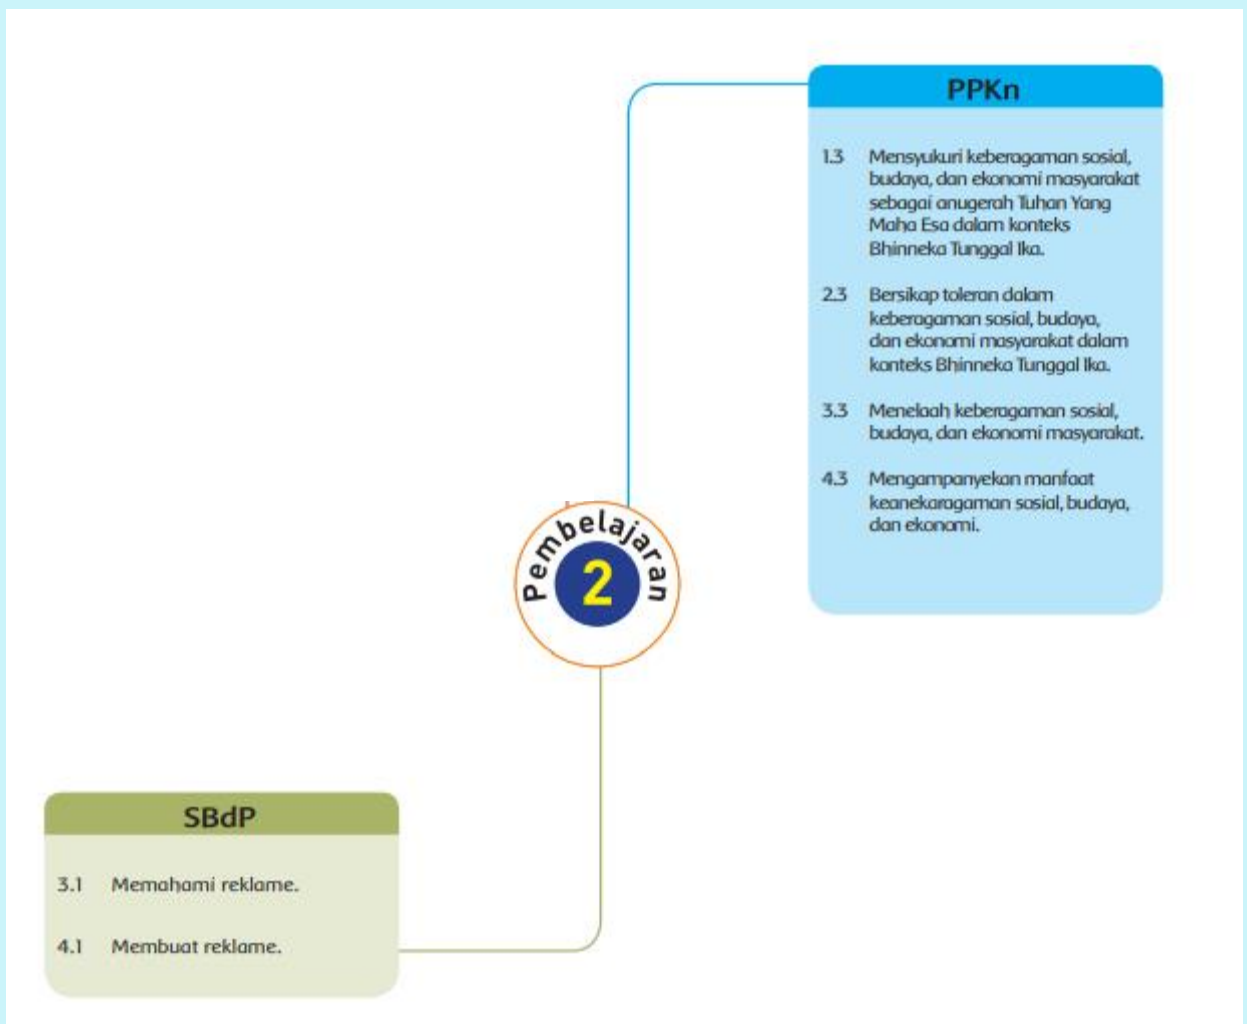 PPKn
1.3 Mensyukuri keberagaman sosial,
budaya, dan ekonomi masyarakat
sebagai anugerah Tuhan Yang
Maha Esa dalam konteks
Bhinneka Tunggal Ika.
2.3 Bersikap toleran dalam
keberagaman sosial, budaya,
dan ekonomi masyarakat dalam
konteks Bhinneka Tunggal Ika.
3.3 Menelaah keberagaman sosial,
budaya, dan ekonomi masyarakat.
4.3 Mengampanyekan manfaat
keanekaragaman sosial, budaya,
dan ekonomi.
Pembelajaran
2
SBdP
3.1 Memahami reklame.
4.1 Membuat reklame.